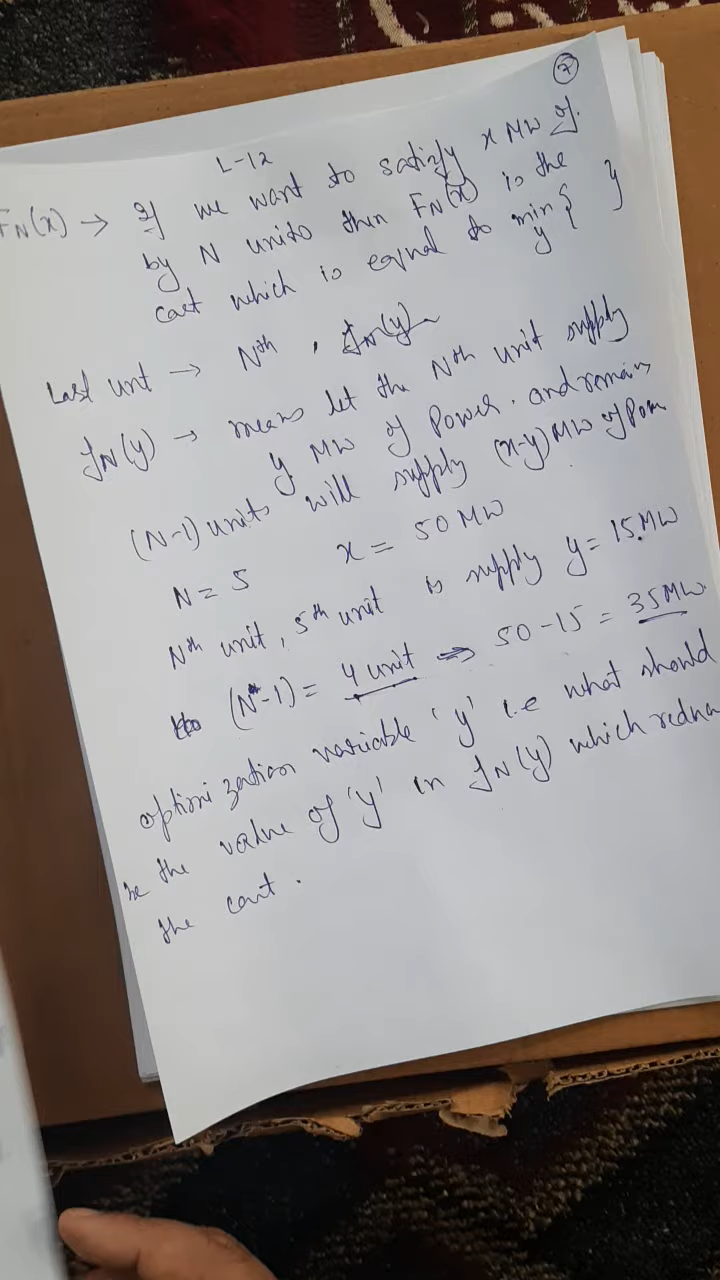 7
L-12
FN(x) → If we want to satisfy x MW of
by N units then FN(x) is the
cost which is equal to min y { }
Last unt → Nth , fN(y)
fN(y) → means let the Nth unit supply
y MW of Power. and remain
(N-1) units will supply (x-y) MW of Pow
N = 5 x = 50 MW
Nth unit, 5th unit is supply y = 15 MW
(N-1) = 4 unit ⇒ 50 - 15 = 35 MW
optimization variable 'y' i.e what should
be the value of 'y' in fN(y) which
the cost.